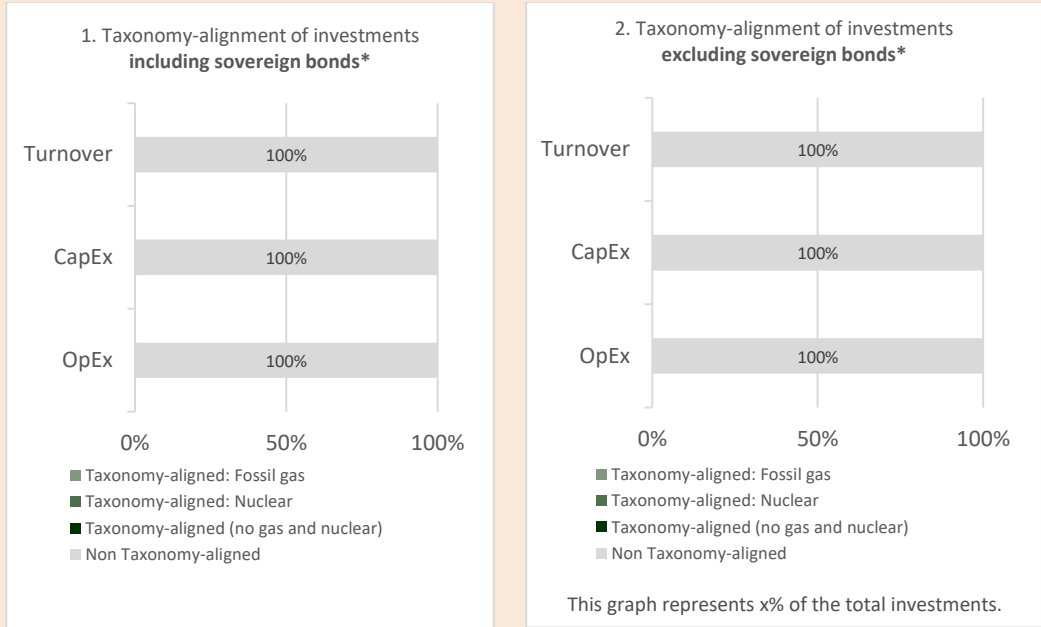 1. Taxonomy-alignment of investments
including sovereign bonds*
Turnover
100%
CapEx
100%
OpEx
100%
0%
50%
100%
Taxonomy-aligned: Fossil gas
Taxonomy-aligned: Nuclear
Taxonomy-aligned (no gas and nuclear)
Non Taxonomy-aligned
2. Taxonomy-alignment of investments
excluding sovereign bonds*
Turnover
100%
CapEx
100%
OpEx
100%
0%
50%
100%
Taxonomy-aligned: Fossil gas
Taxonomy-aligned: Nuclear
Taxonomy-aligned (no gas and nuclear)
Non Taxonomy-aligned
This graph represents x% of the total investments.